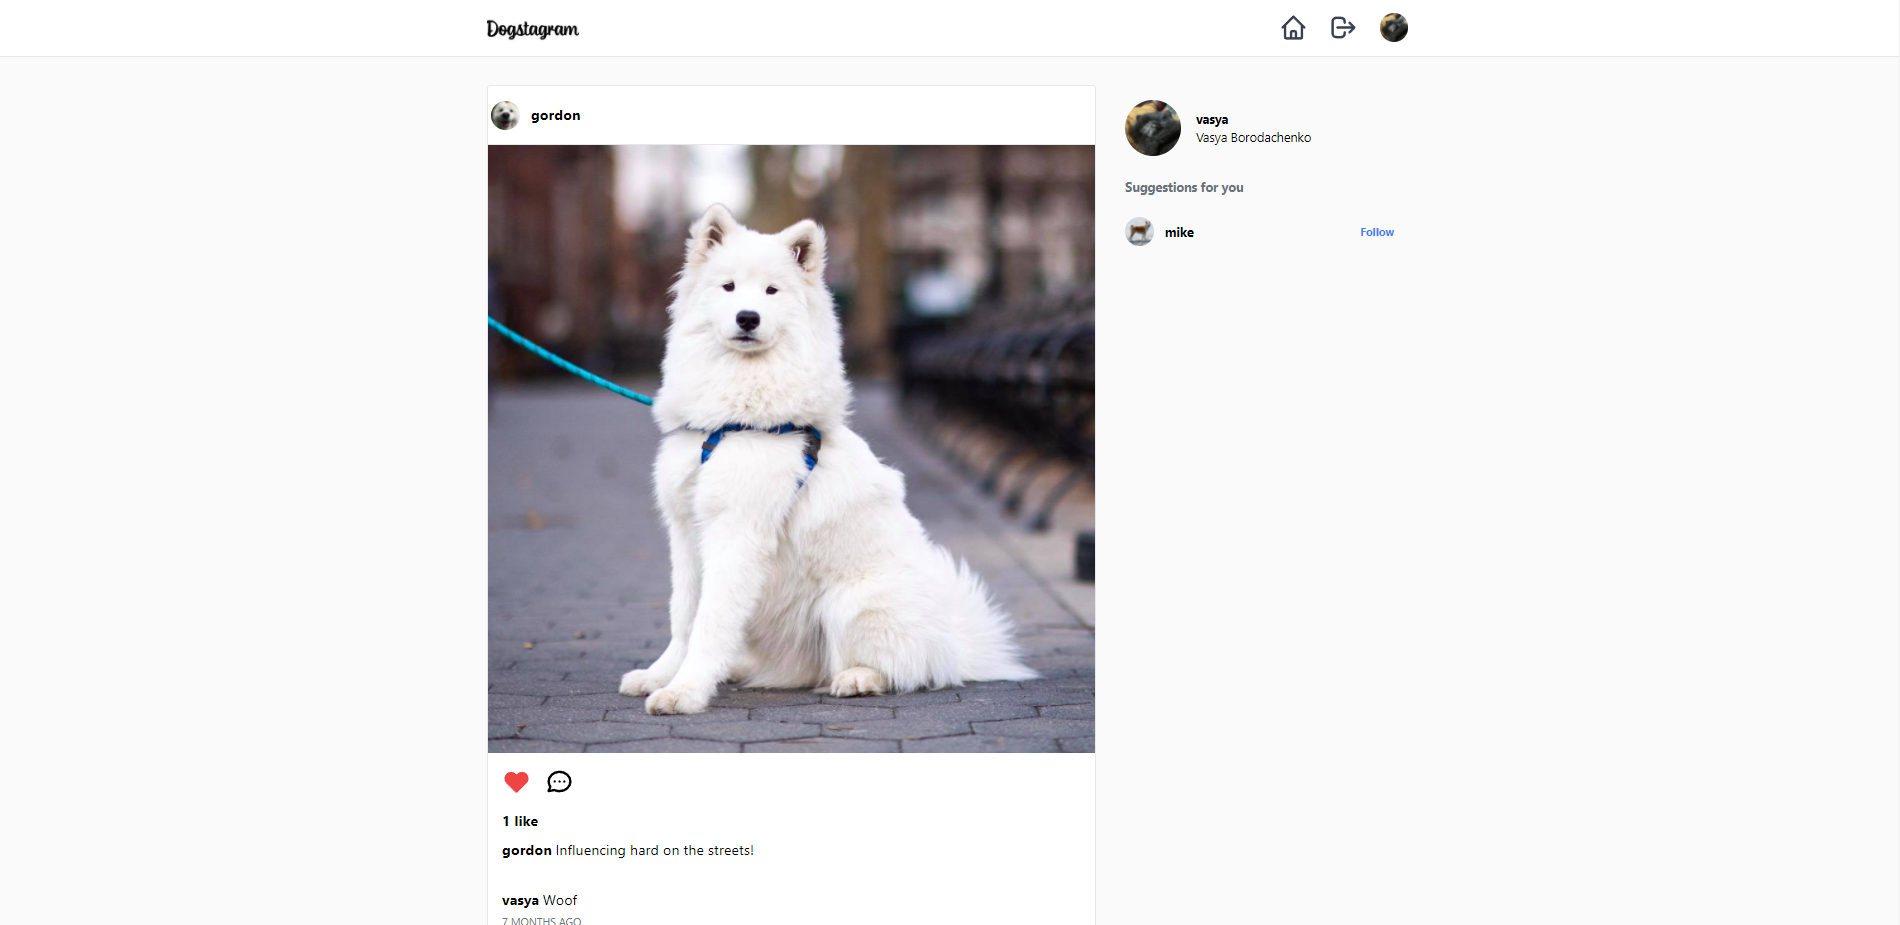 Dogstagram
gordon
vasya
Vasya Borodachenko
Suggestions for you
mike
Follow
1 like
gordon Influencing hard on the streets!
vasya Woof
7 MONTHS AGO